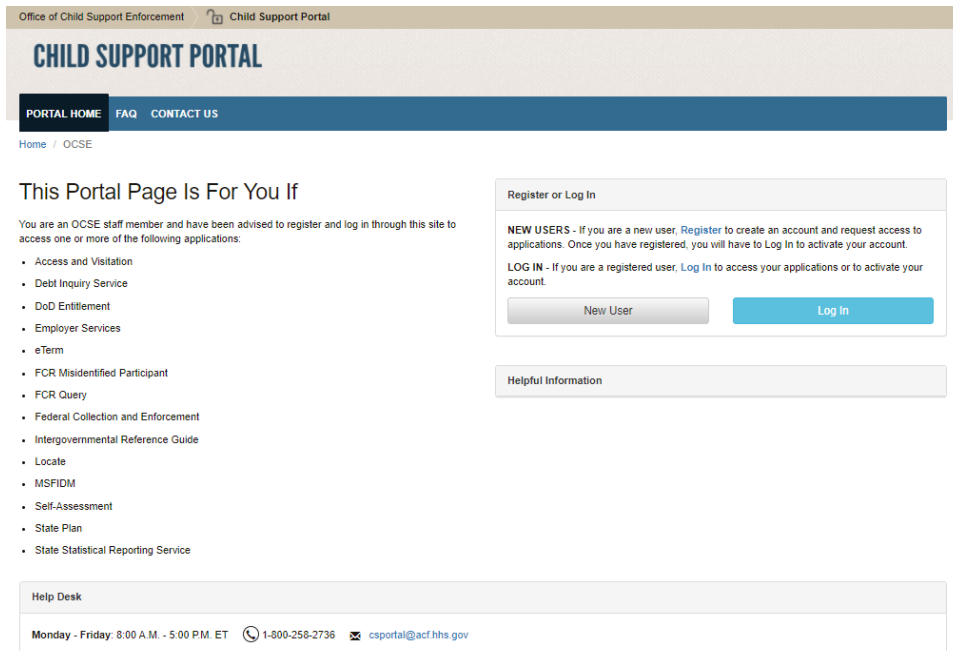 Office of Child Support Enforcement
Child Support Portal
CHILD SUPPORT PORTAL
PORTAL HOME FAQ CONTACT US
Home / OCSE
This Portal Page Is For You If
You are an OCSE staff member and have been advised to register and log in through this site to
access one or more of the following applications:
• Access and Visitation
• Debt Inquiry Service
• DoD Entitlement
• Employer Services
• eTerm
• FCR Misidentified Participant
• FCR Query
• Federal Collection and Enforcement
• Intergovernmental Reference Guide
• Locate
• MSFIDM
• Self-Assessment
• State Plan
• State Statistical Reporting Service
Register or Log In
NEW USERS - If you are a new user, Register to create an account and request access to
applications. Once you have registered, you will have to Log In to activate your account.
LOG IN - If you are a registered user, Log In to access your applications or to activate your
account.
New User
Log In
Helpful Information
Help Desk
Monday - Friday: 8:00 A.M. - 5:00 P.M. ET 1-800-258-2736 csportal@acf.hhs.gov